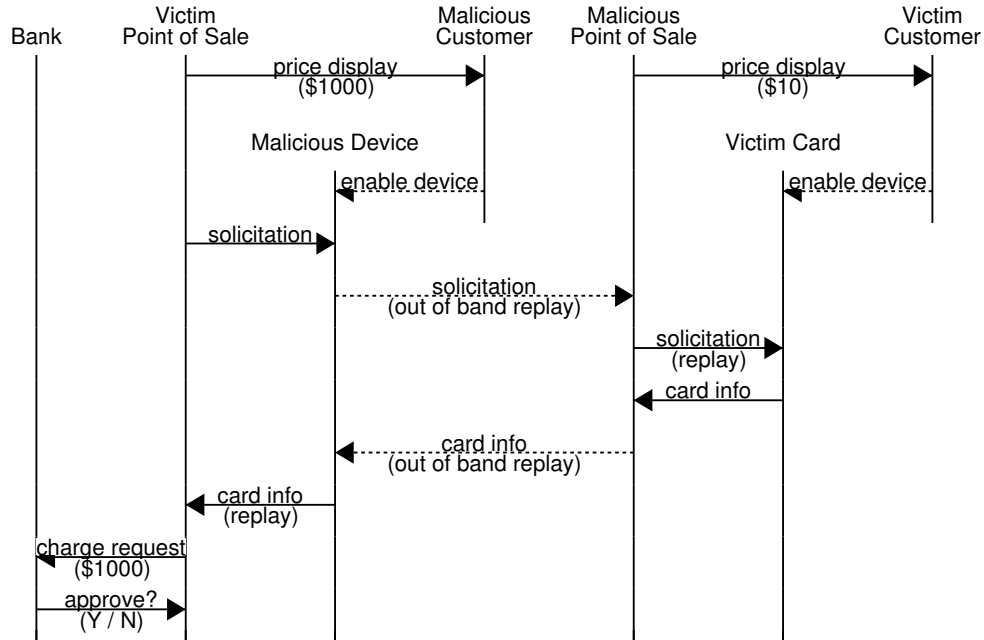 Bank
Victim
Point of Sale
Malicious
Customer
Malicious
Point of Sale
Victim
Customer
price display
($1000)
price display
($10)
Malicious Device
Victim Card
enable device
enable device
solicitation
solicitation
(out of band replay)
solicitation
(replay)
card info
card info
(out of band replay)
card info
(replay)
charge request
($1000)
approve?
(Y / N)